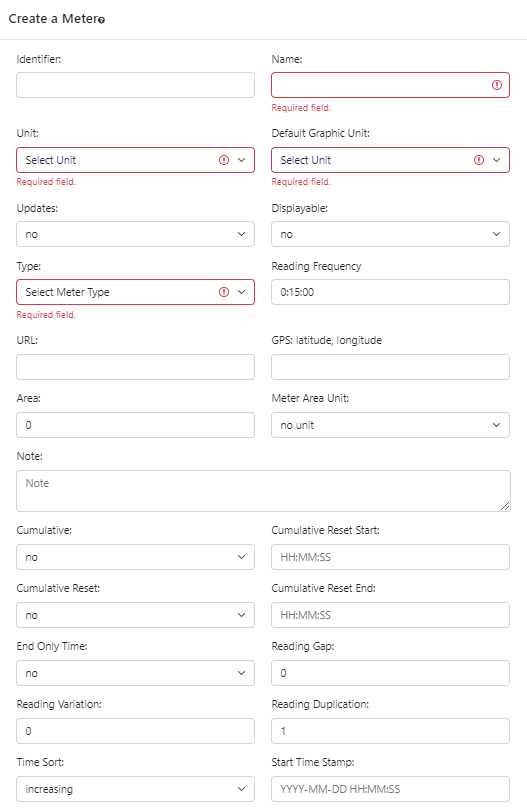 Create a Meter
Identifier: Name:
Required field.
Unit: Default Graphic Unit:
Select Unit Select Unit
Required field. Required field.
Updates: Displayable:
no no
Type: Reading Frequency
Select Meter Type 0:15:00
Required field.
URL: GPS: latitude, longitude
Area: Meter Area Unit:
0 no unit
Note:
Note
Cumulative: Cumulative Reset Start:
no HH:MM:SS
Cumulative Reset: Cumulative Reset End:
no HH:MM:SS
End Only Time: Reading Gap:
no 0
Reading Variation: Reading Duplication:
0 1
Time Sort: Start Time Stamp:
increasing YYYY-MM-DD HH:MM:SS